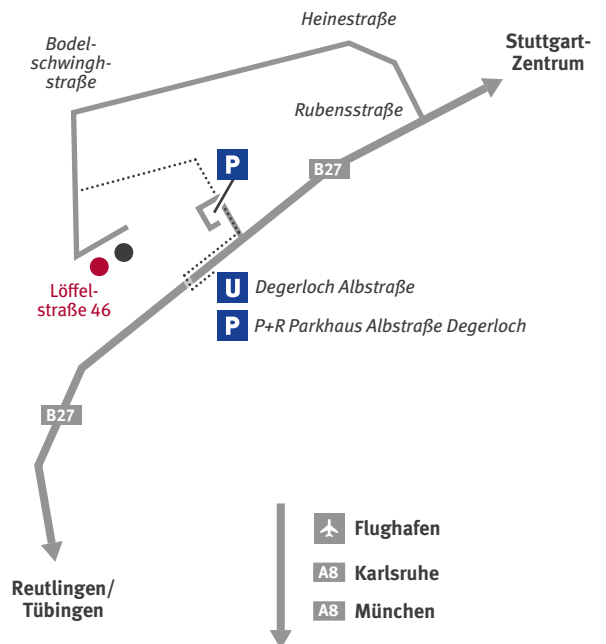 Heinestraße
Bodel-
schwingh-
straße
Stuttgart-
Zentrum
Rubensstraße
P
B27
Löffel-
straße 46
U Degerloch Albstraße
P P+R Parkhaus Albstraße Degerloch
B27
Reutlingen/
Tübingen
Flughafen
A8 Karlsruhe
A8 München